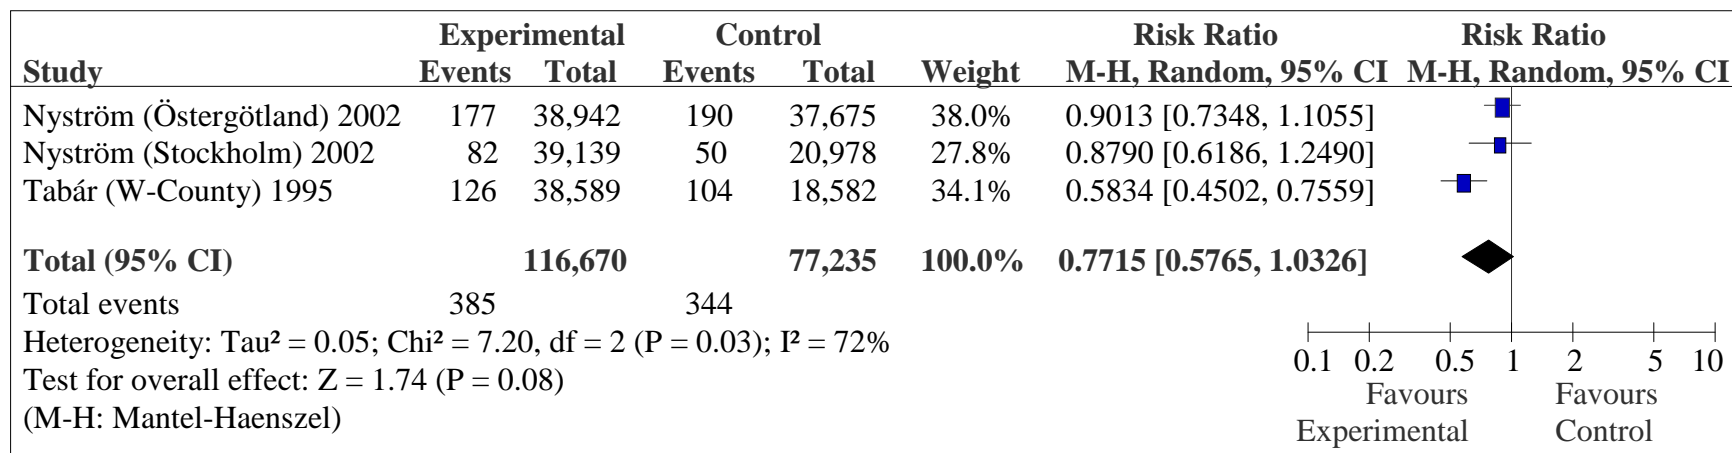 Experimental Control Risk Ratio Risk Ratio
Study Events Total Events Total Weight M-H, Random, 95% CI M-H, Random, 95% CI
Nyström (Östergötland) 2002 177 38,942 190 37,675 38.0% 0.9013 [0.7348, 1.1055]
Nyström (Stockholm) 2002 82 39,139 50 20,978 27.8% 0.8790 [0.6186, 1.2490]
Tabár (W-County) 1995 126 38,589 104 18,582 34.1% 0.5834 [0.4502, 0.7559]
Total (95% CI) 116,670 77,235 100.0% 0.7715 [0.5765, 1.0326]
Total events 385 344
Heterogeneity: Tau² = 0.05; Chi² = 7.20, df = 2 (P = 0.03); I² = 72%
Test for overall effect: Z = 1.74 (P = 0.08)
(M-H: Mantel-Haenszel)
0.1 0.2 0.5 1 2 5 10
Favours Favours
Experimental Control